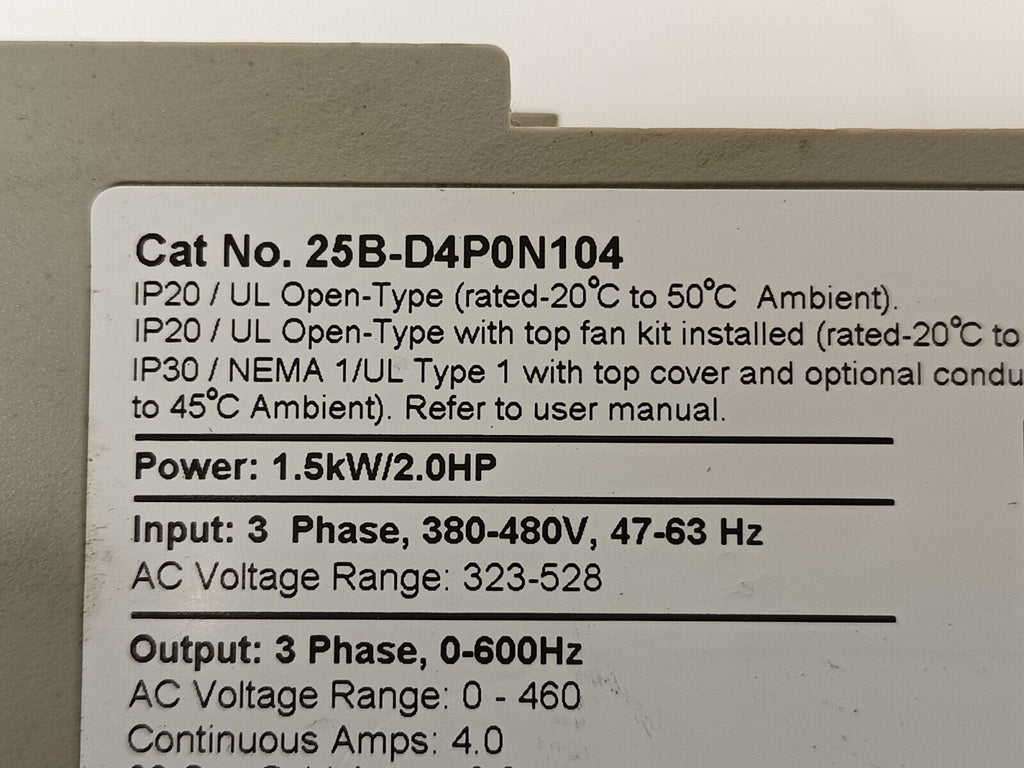 Cat No. 25B-D4P0N104
IP20 / UL Open-Type (rated-20°C to 50°C Ambient).
IP20 / UL Open-Type with top fan kit installed (rated-20°C to
IP30 / NEMA 1/UL Type 1 with top cover and optional condu
to 45°C Ambient). Refer to user manual.
Power: 1.5kW/2.0HP
Input: 3 Phase, 380-480V, 47-63 Hz
AC Voltage Range: 323-528
Output: 3 Phase, 0-600Hz
AC Voltage Range: 0 - 460
Continuous Amps: 4.0